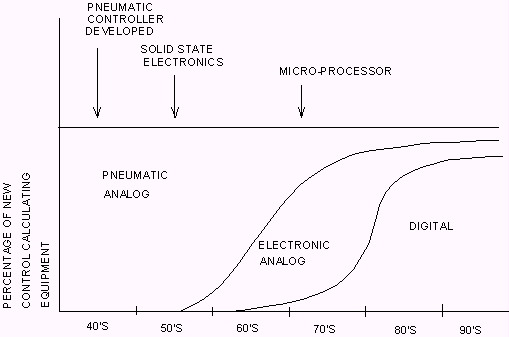 PNEUMATIC
CONTROLLER
DEVELOPED
SOLID STATE
ELECTRONICS
MICRO-PROCESSOR
PNEUMATIC
ANALOG
ELECTRONIC
ANALOG
DIGITAL
PERCENTAGE OF NEW
CONTROL CALCULATING
EQUIPMENT
40'S 50'S 60'S 70'S 80'S 90'S